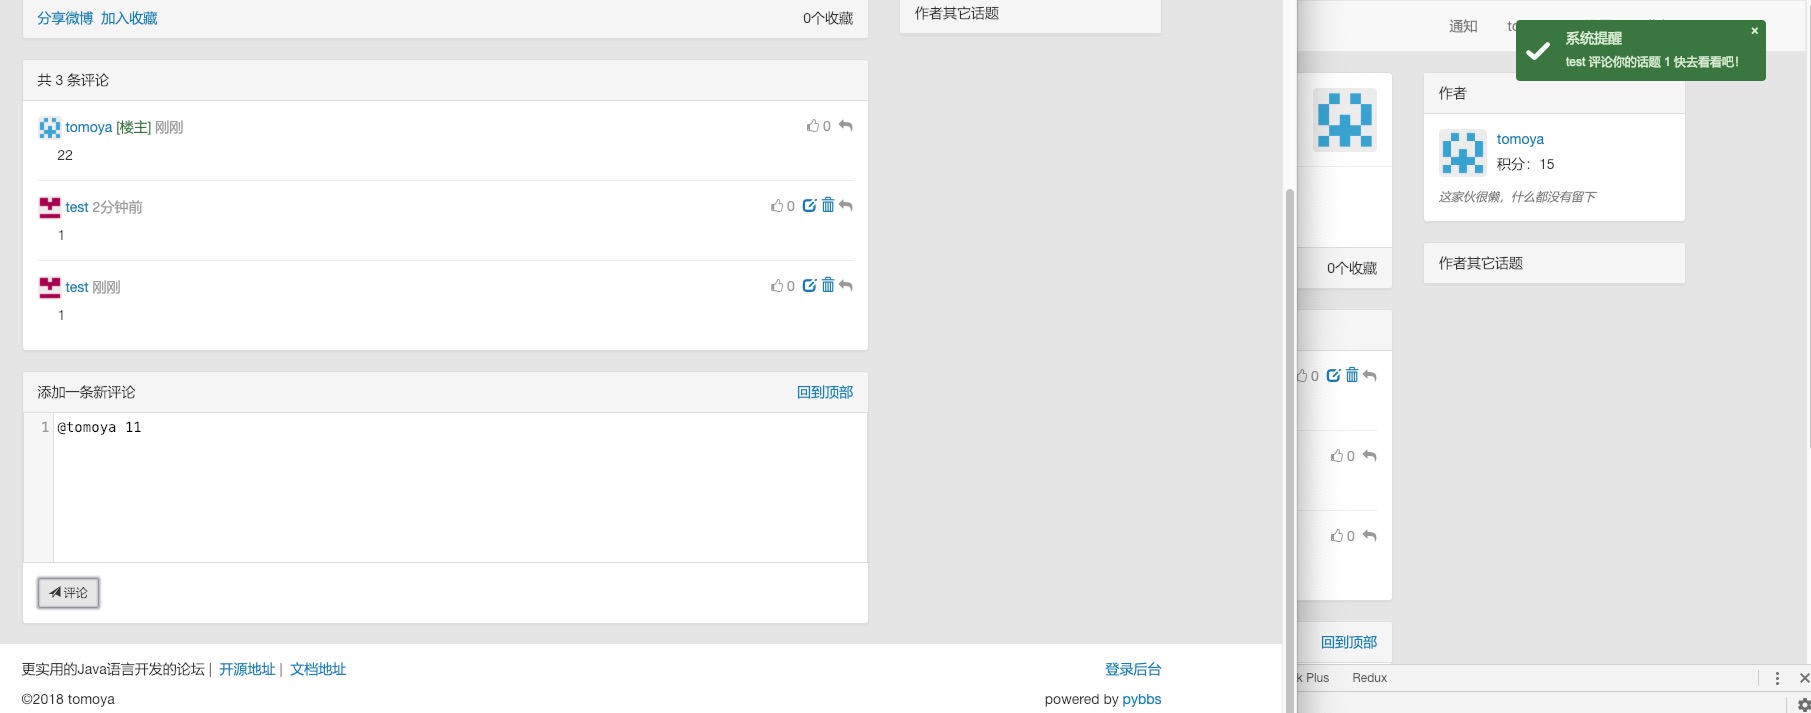 分享微博 加入收藏 0个收藏
共 3 条评论
tomoya [楼主] 刚刚 0
22
test 2分钟前 0
1
test 刚刚 0
1
添加一条新评论 回到顶部
1 @tomoya 11
评论
更实用的Java语言开发的论坛 | 开源地址 | 文档地址 登录后台
©2018 tomoya powered by pybbs
作者其它话题
通知
系统提醒 ×
test 评论你的话题 1 快去看看吧!
作者
tomoya
积分：15
这家伙很懒，什么都没有留下
0个收藏
作者其它话题
0
0
0
回到顶部
k Plus Redux